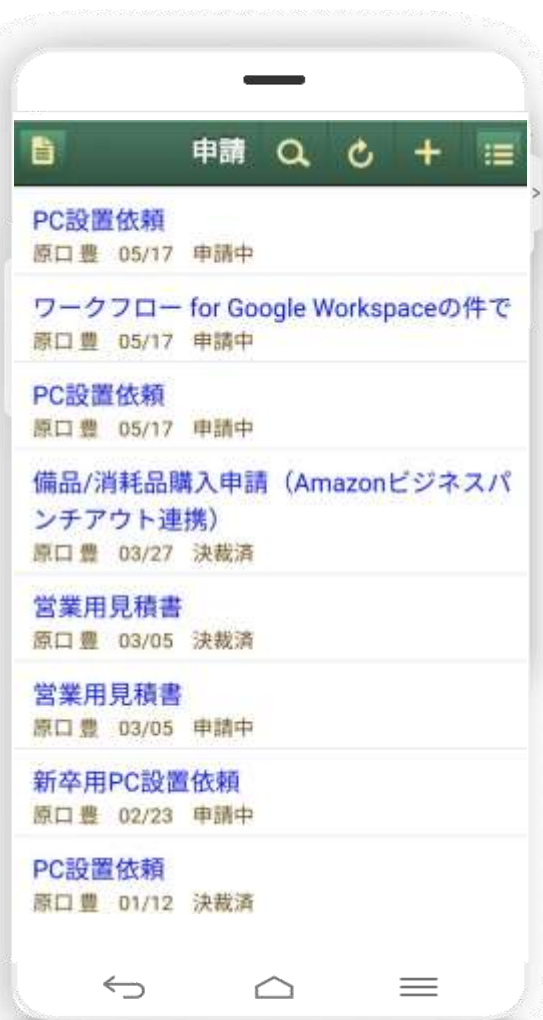 申請
PC設置依頼
原口 豊 05/17 申請中
ワークフロー for Google Workspaceの件で
原口 豊 05/17 申請中
PC設置依頼
原口 豊 05/17 申請中
備品/消耗品購入申請（Amazonビジネスパ
ンチアウト連携）
原口 豊 03/27 決裁済
営業用見積書
原口 豊 03/05 決裁済
営業用見積書
原口 豊 03/05 申請中
新卒用PC設置依頼
原口 豊 02/23 申請中
PC設置依頼
原口 豊 01/12 決裁済